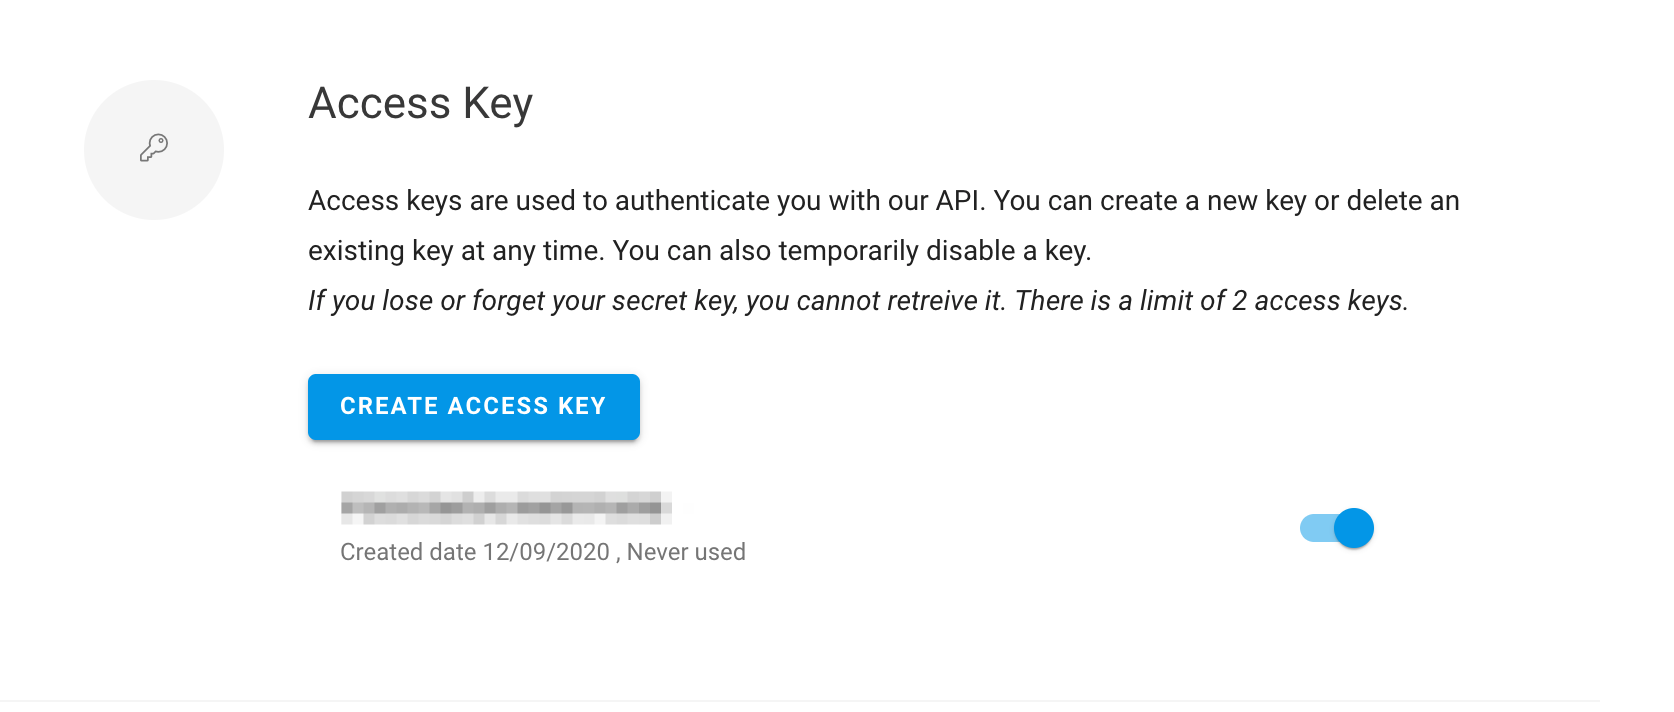 Access Key
Access keys are used to authenticate you with our API. You can create a new key or delete an
existing key at any time. You can also temporarily disable a key.
If you lose or forget your secret key, you cannot retreive it. There is a limit of 2 access keys.
CREATE ACCESS KEY
Created date 12/09/2020 , Never used